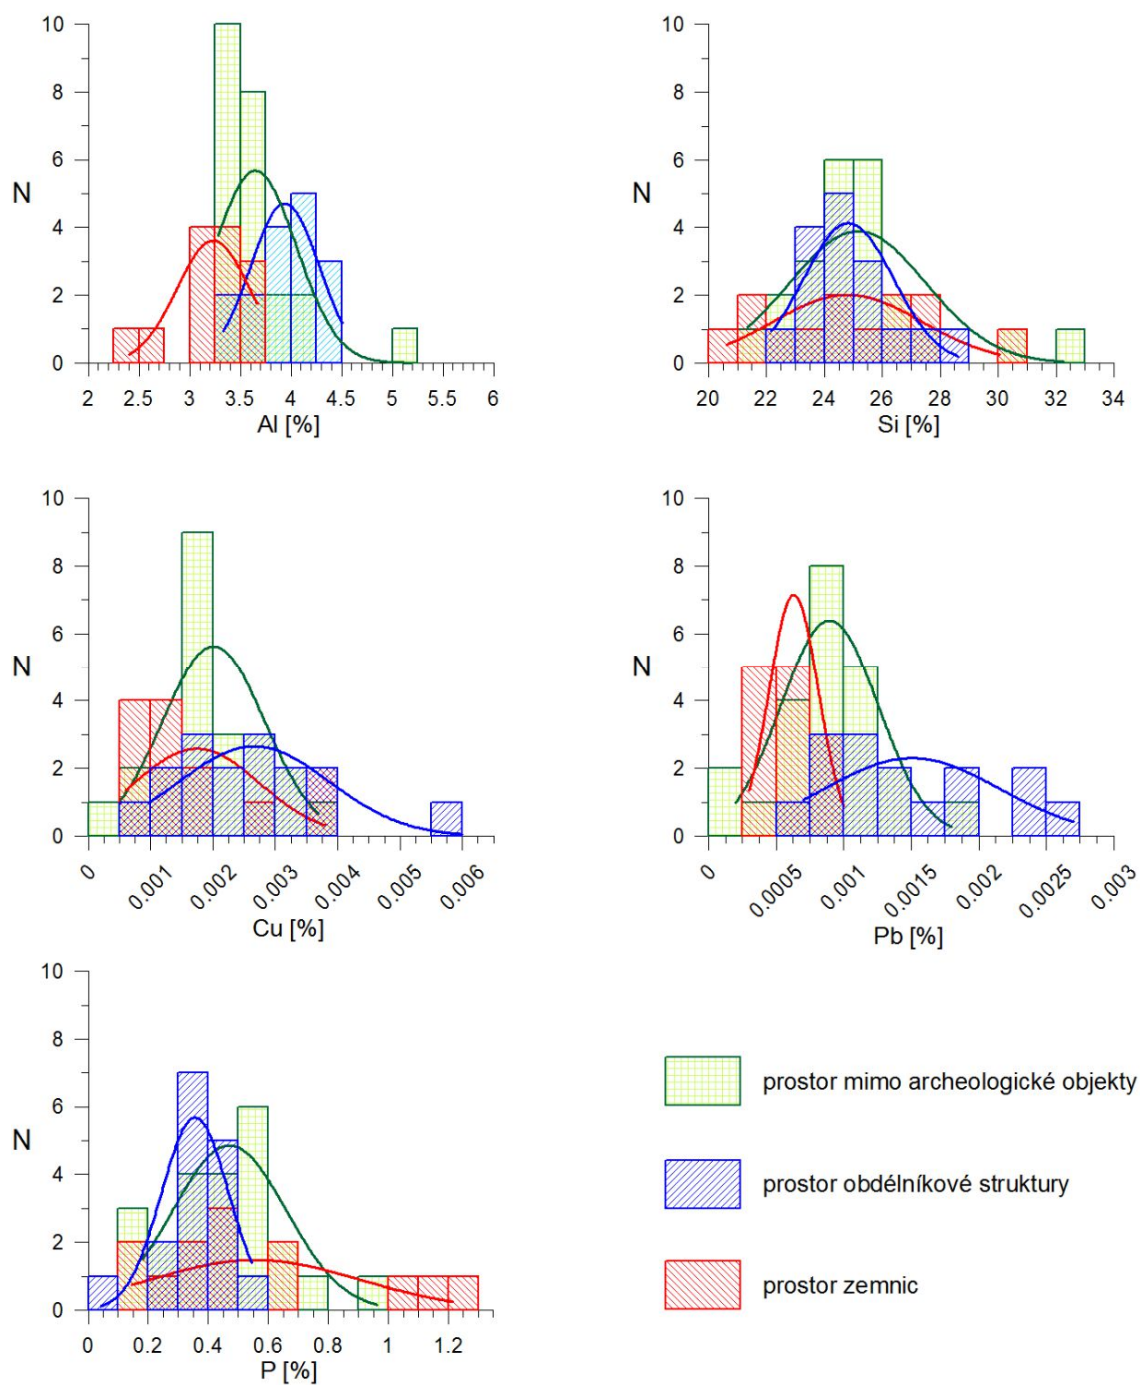 10
8
6
4
2
0
N
2 2.5 3 3.5 4 4.5 5 5.5 6
Al [%]
10
8
6
4
2
0
N
20 22 24 26 28 30 32 34
Si [%]
10
8
6
4
2
0
N
0 0.001 0.002 0.003 0.004 0.005 0.006
Cu [%]
10
8
6
4
2
0
N
0 0.0005 0.001 0.0015 0.002 0.0025 0.003
Pb [%]
10
8
6
4
2
0
N
0 0.2 0.4 0.6 0.8 1 1.2
P [%]
prostor mimo archeologické objekty
prostor obdélníkové struktury
prostor zemnic